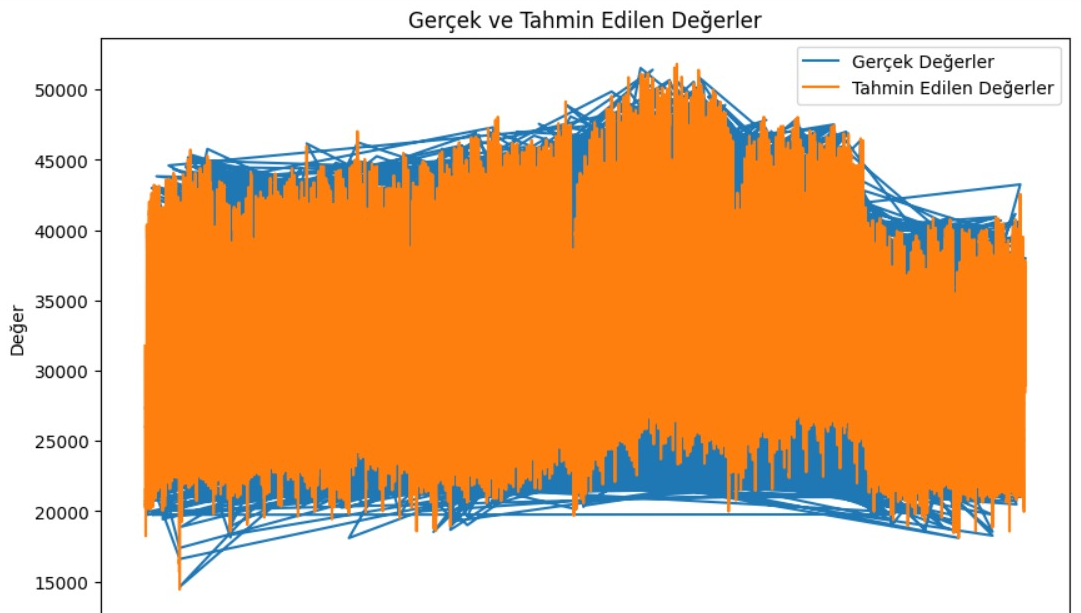 Gerçek ve Tahmin Edilen Değerler
Gerçek Değerler
Tahmin Edilen Değerler
50000
45000
40000
35000
30000
25000
20000
15000
Değer